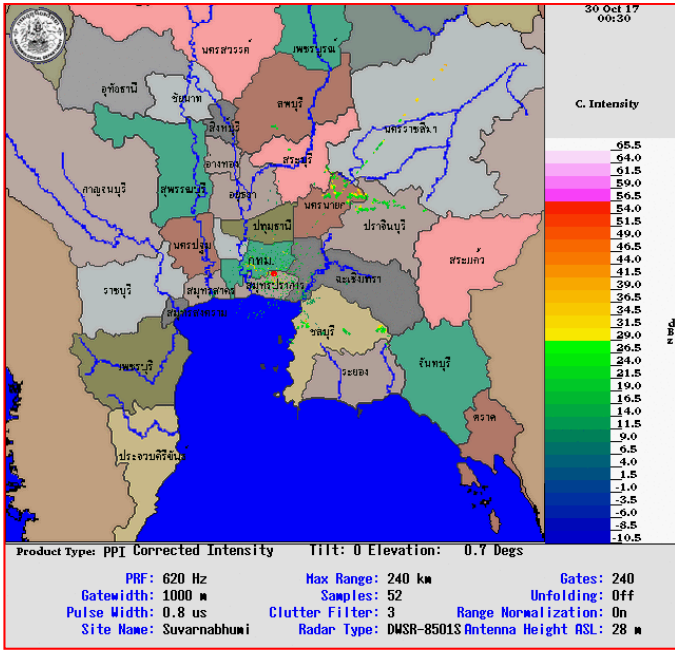 30 Oct 17
00:30
C. Intensity
65.5
64.0
61.5
59.0
56.5
54.0
51.5
49.0
46.5
44.0
41.5
39.0
36.5
34.0
31.5
29.0
26.5
24.0
21.5
19.0
16.5
14.0
11.5
9.0
6.5
4.0
1.5
-1.0
-3.5
-6.0
-8.5
-10.5
นครสวรรค์
เพชรบูรณ์
อุทัยธานี
ชัยนาท
ลพบุรี
สิงห์บุรี
นครราชสีมา
อ่างทอง
สระบุรี
กาญจนบุรี
สุพรรณบุรี
อยุธยา
นครนายก
ปราจีนบุรี
ปทุมธานี
นครปฐม
กทม.
สระแก้ว
ราชบุรี
สมุทรสาคร
สมุทรปราการ
ฉะเชิงเทรา
สมุทรสงคราม
ชลบุรี
เพชรบุรี
ระยอง
จันทบุรี
ตราด
ประจวบคีรีขันธ์
Product Type: PPI Corrected Intensity Tilt: 0 Elevation: 0.7 Degs
PRF: 620 Hz Max Range: 240 km Gates: 240
Gatewidth: 1000 m Samples: 52 Unfolding: Off
Pulse Width: 0.8 us Clutter Filter: 3 Range Normalization: On
Site Name: Suvarnabhumi Radar Type: DWSR-8501S Antenna Height ASL: 28 m